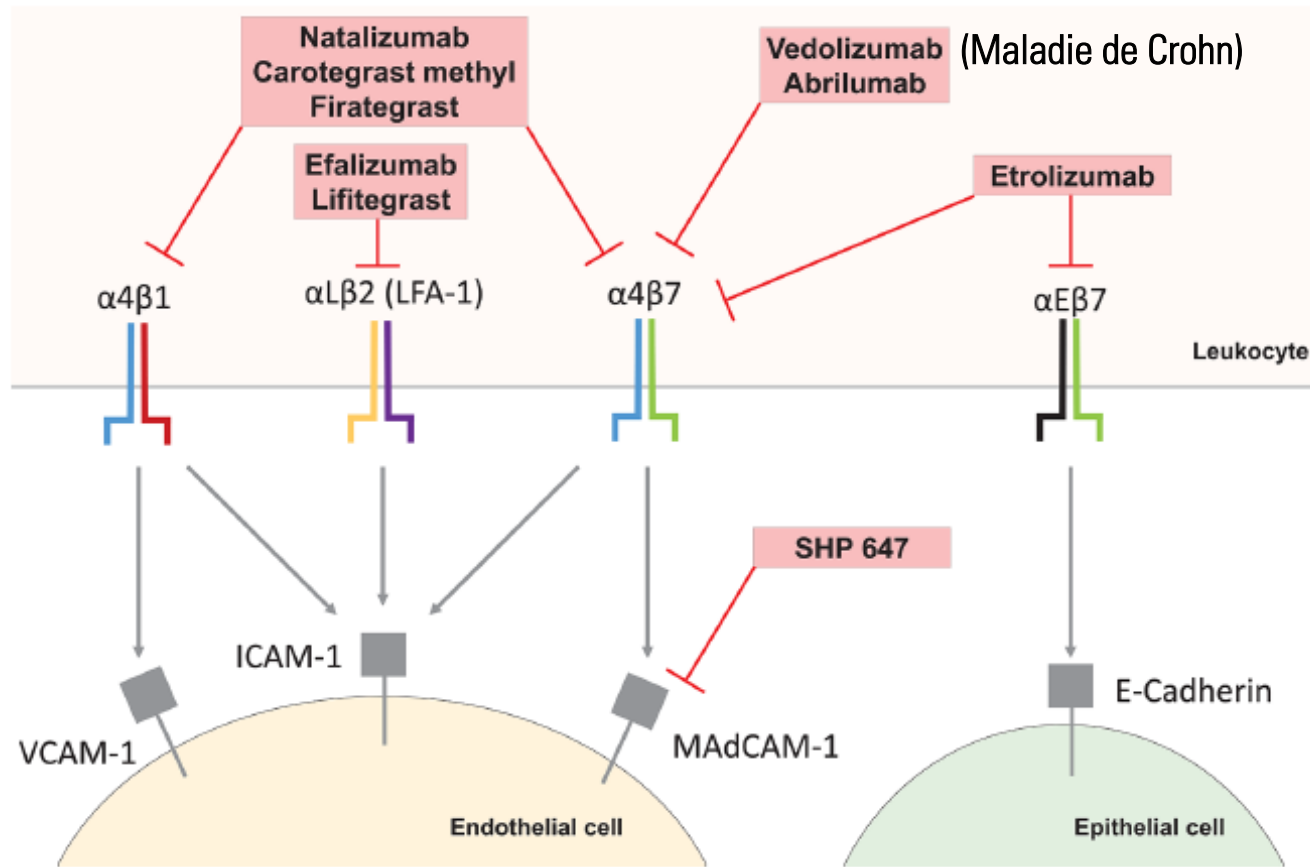 Natalizumab
Carotegrast methyl
Firategrast
Vedolizumab (Maladie de Crohn)
Abrilumab
Efalizumab
Lifitegrast
Etrolizumab
α4β1
αLβ2 (LFA-1)
α4β7
αEβ7
Leukocyte
SHP 647
ICAM-1
E-Cadherin
VCAM-1
MAdCAM-1
Endothelial cell
Epithelial cell